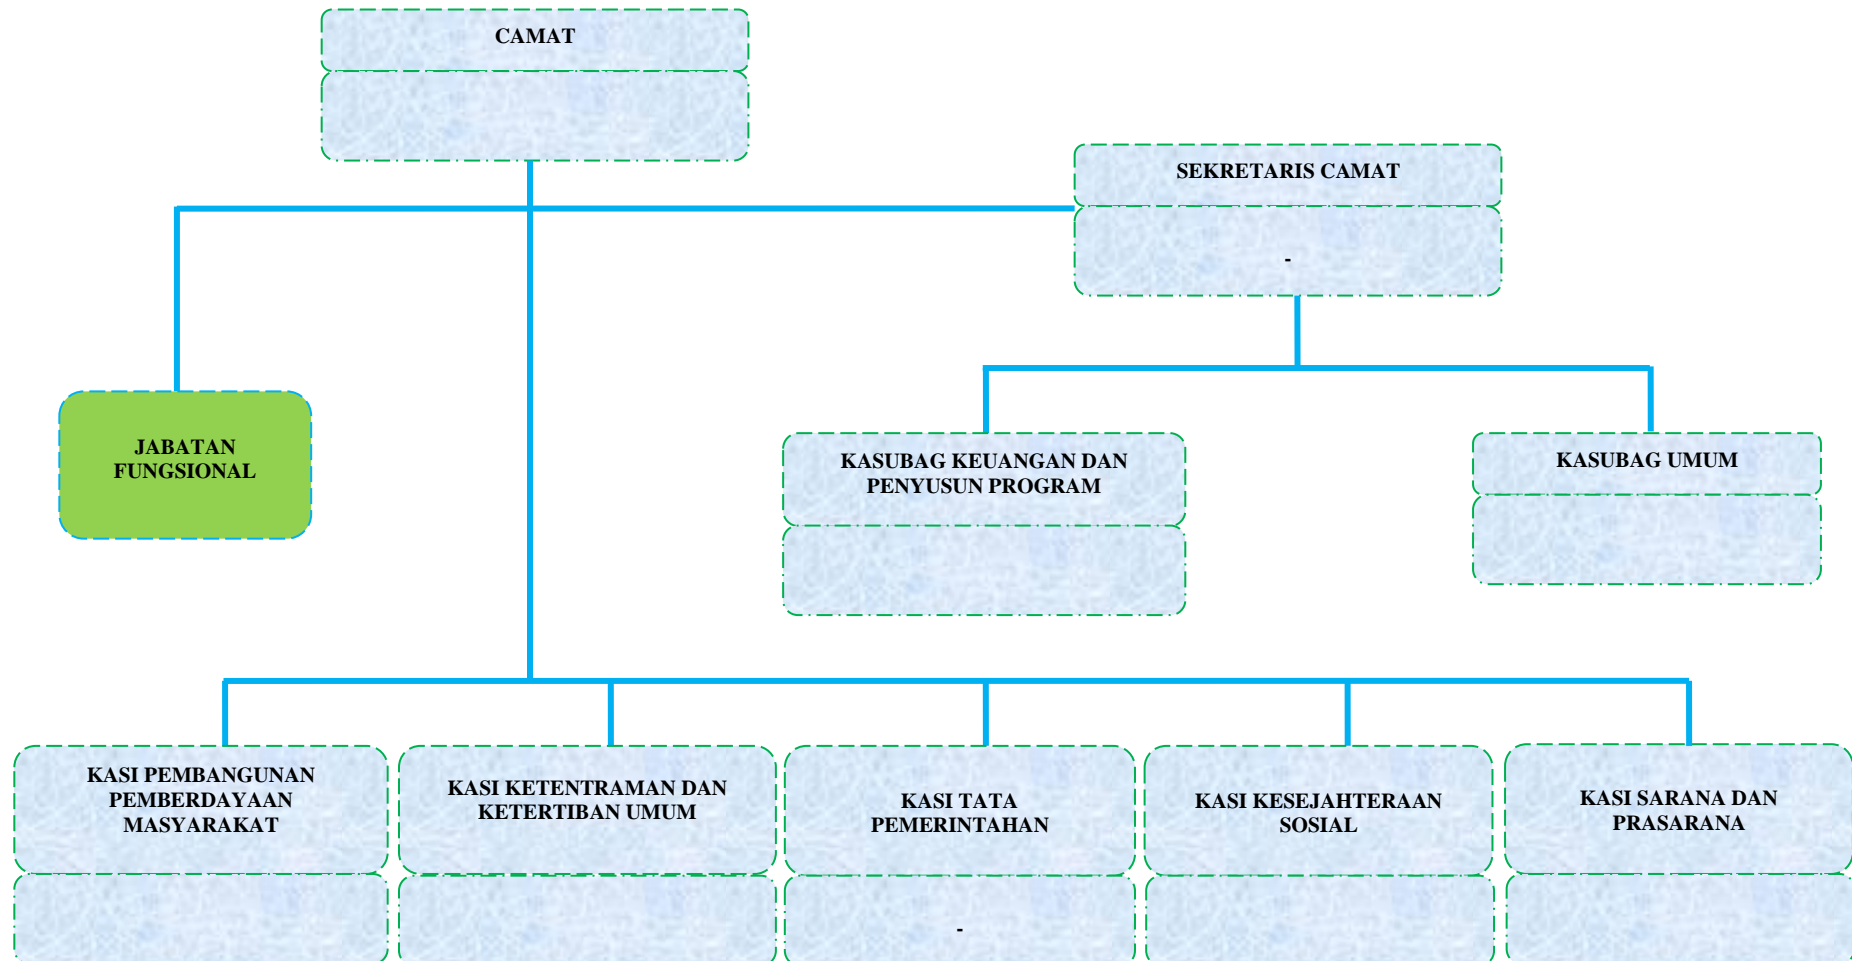 CAMAT
SEKRETARIS CAMAT
-
JABATAN
FUNGSIONAL
KASUBAG KEUANGAN DAN
PENYUSUN PROGRAM
KASUBAG UMUM
KASI PEMBANGUNAN
PEMBERDAYAAN
MASYARAKAT
KASI KETENTRAMAN DAN
KETERTIBAN UMUM
KASI TATA
PEMERINTAHAN
-
KASI KESEJAHTERAAN
SOSIAL
KASI SARANA DAN
PRASARANA